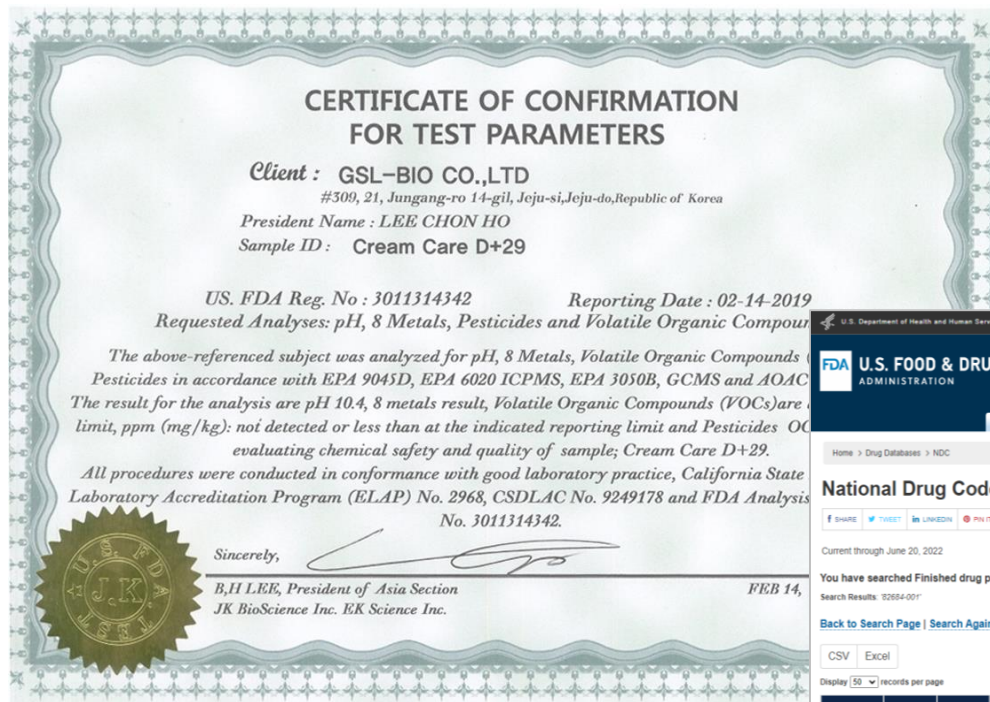 CERTIFICATE OF CONFIRMATION
FOR TEST PARAMETERS
Client : GSL-BIO CO.,LTD
#309, 21, Jungang-ro 14-gil, Jeju-si,Jeju-do,Republic of Korea
President Name : LEE CHON HO
Sample ID : Cream Care D+29
US. FDA Reg. No : 3011314342 Reporting Date : 02-14-2019
Requested Analyses: pH, 8 Metals, Pesticides and Volatile Organic Compoun
The above-referenced subject was analyzed for pH, 8 Metals, Volatile Organic Compounds (
Pesticides in accordance with EPA 9045D, EPA 6020 ICPMS, EPA 3050B, GCMS and AOAC
The result for the analysis are pH 10.4, 8 metals result, Volatile Organic Compounds (VOCs)are
limit, ppm (mg/kg): not detected or less than at the indicated reporting limit and Pesticides OC
evaluating chemical safety and quality of sample; Cream Care D+29.
All procedures were conducted in conformance with good laboratory practice, California State
Laboratory Accreditation Program (ELAP) No. 2968, CSDLAC No. 9249178 and FDA Analysis
No. 3011314342.
Sincerely,
B,H LEE, President of Asia Section FEB 14,
JK BioScience Inc. EK Science Inc.
U.S. FDA
J.K.
TEST
U.S. Department of Health and Human Serv
FDA U.S. FOOD & DRU
ADMINISTRATION
Home > Drug Databases > NDC
National Drug Cod
SHARE TWEET LINKEDIN PIN IT
Current through June 20, 2022
You have searched Finished drug p
Search Results: "82684-001"
Back to Search Page | Search Again
CSV Excel
Display 50 records per page